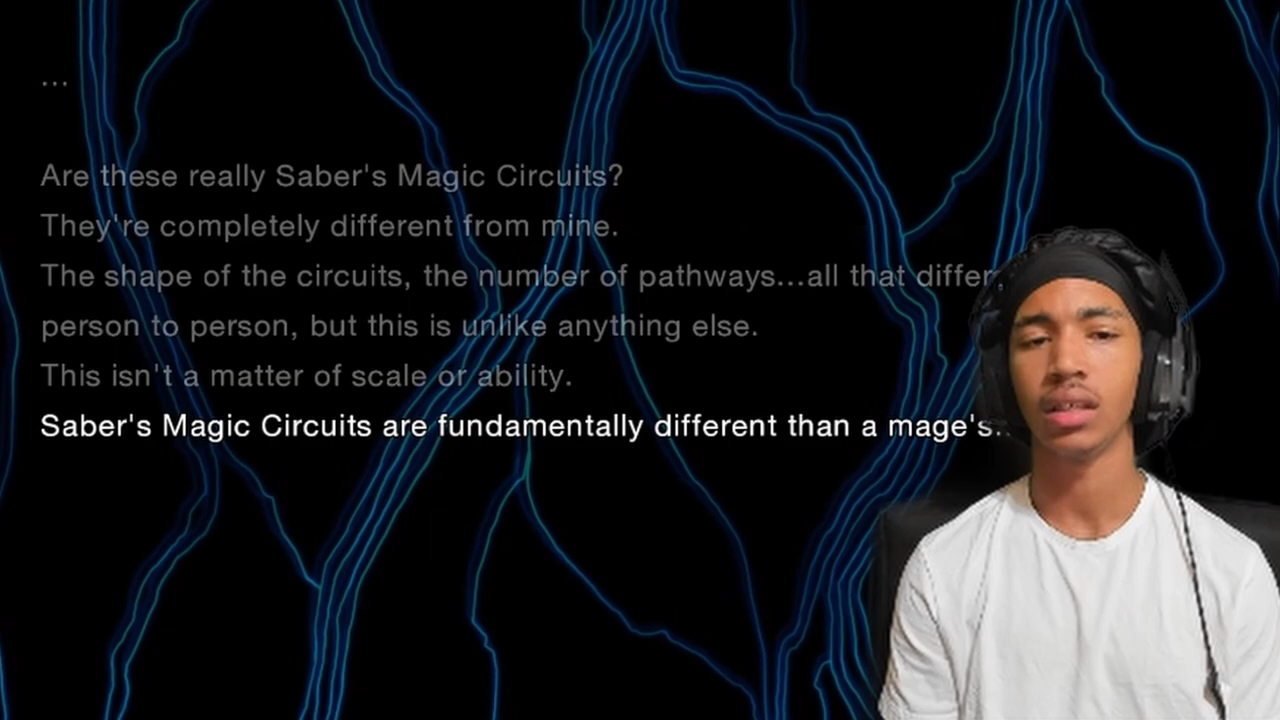 ...
Are these really Saber's Magic Circuits?
They're completely different from mine.
The shape of the circuits, the number of pathways...all that differ,
person to person, but this is unlike anything else.
This isn't a matter of scale or ability.
Saber's Magic Circuits are fundamentally different than a mage's..